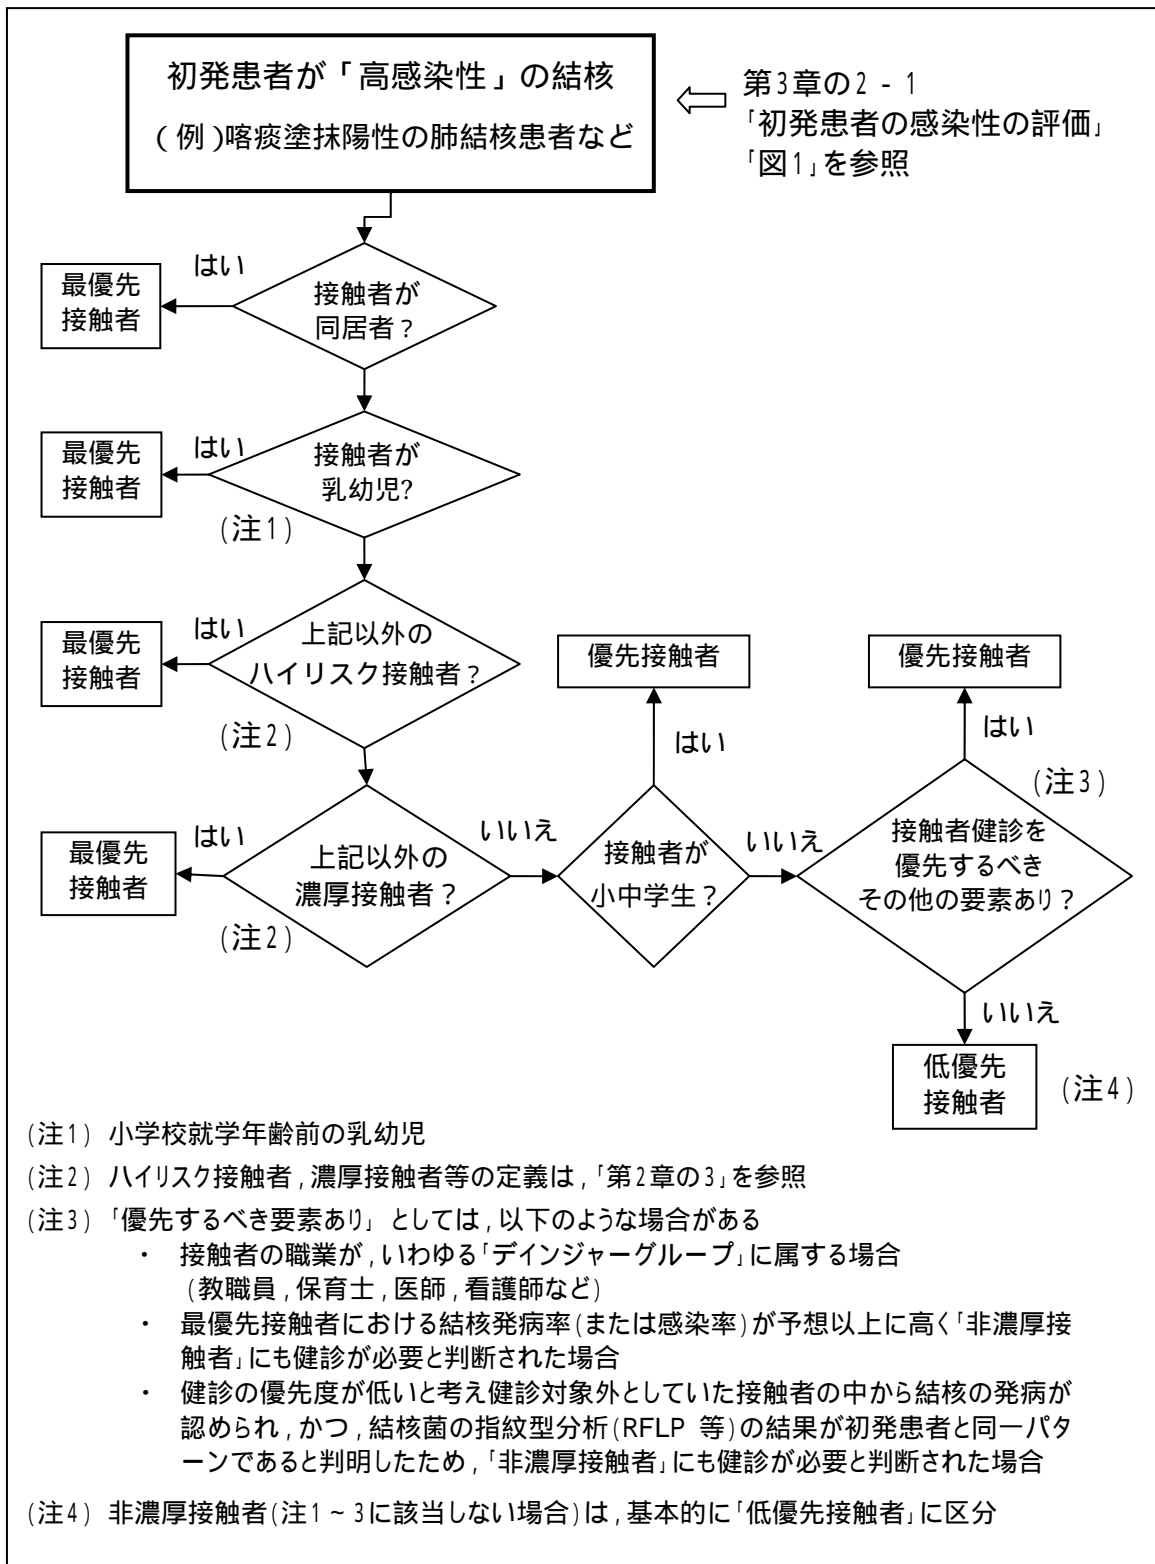 初発患者が「高感染性」の結核
(例)喀痰塗抹陽性の肺結核患者など
第3章の2-1
「初発患者の感染性の評価」
「図1」を参照
はい
最優先
接触者
接触者が
同居者?
はい
最優先
接触者
接触者が
乳幼児?
(注1)
はい
最優先
接触者
上記以外の
ハイリスク接触者?
(注2)
優先接触者
優先接触者
はい
はい
(注3)
はい
最優先
接触者
上記以外の
濃厚接触者?
(注2)
いいえ
接触者が
小中学生?
いいえ
接触者健診を
優先するべき
その他の要素あり?
いいえ
低優先
接触者
(注4)
(注1) 小学校就学年齢前の乳幼児
(注2) ハイリスク接触者,濃厚接触者等の定義は,「第2章の3」を参照
(注3) 「優先するべき要素あり」としては,以下のような場合がある
・ 接触者の職業が,いわゆる「デインジャーグループ」に属する場合
(教職員,保育士,医師,看護師など)
・ 最優先接触者における結核発病率(または感染率)が予想以上に高く「非濃厚接
触者」にも健診が必要と判断された場合
・ 健診の優先度が低いと考え健診対象外としていた接触者の中から結核の発病が
認められ,かつ,結核菌の指紋型分析(RFLP 等)の結果が初発患者と同一パタ
ーンであると判明したため,「非濃厚接触者」にも健診が必要と判断された場合
(注4) 非濃厚接触者(注1~3に該当しない場合)は,基本的に「低優先接触者」に区分